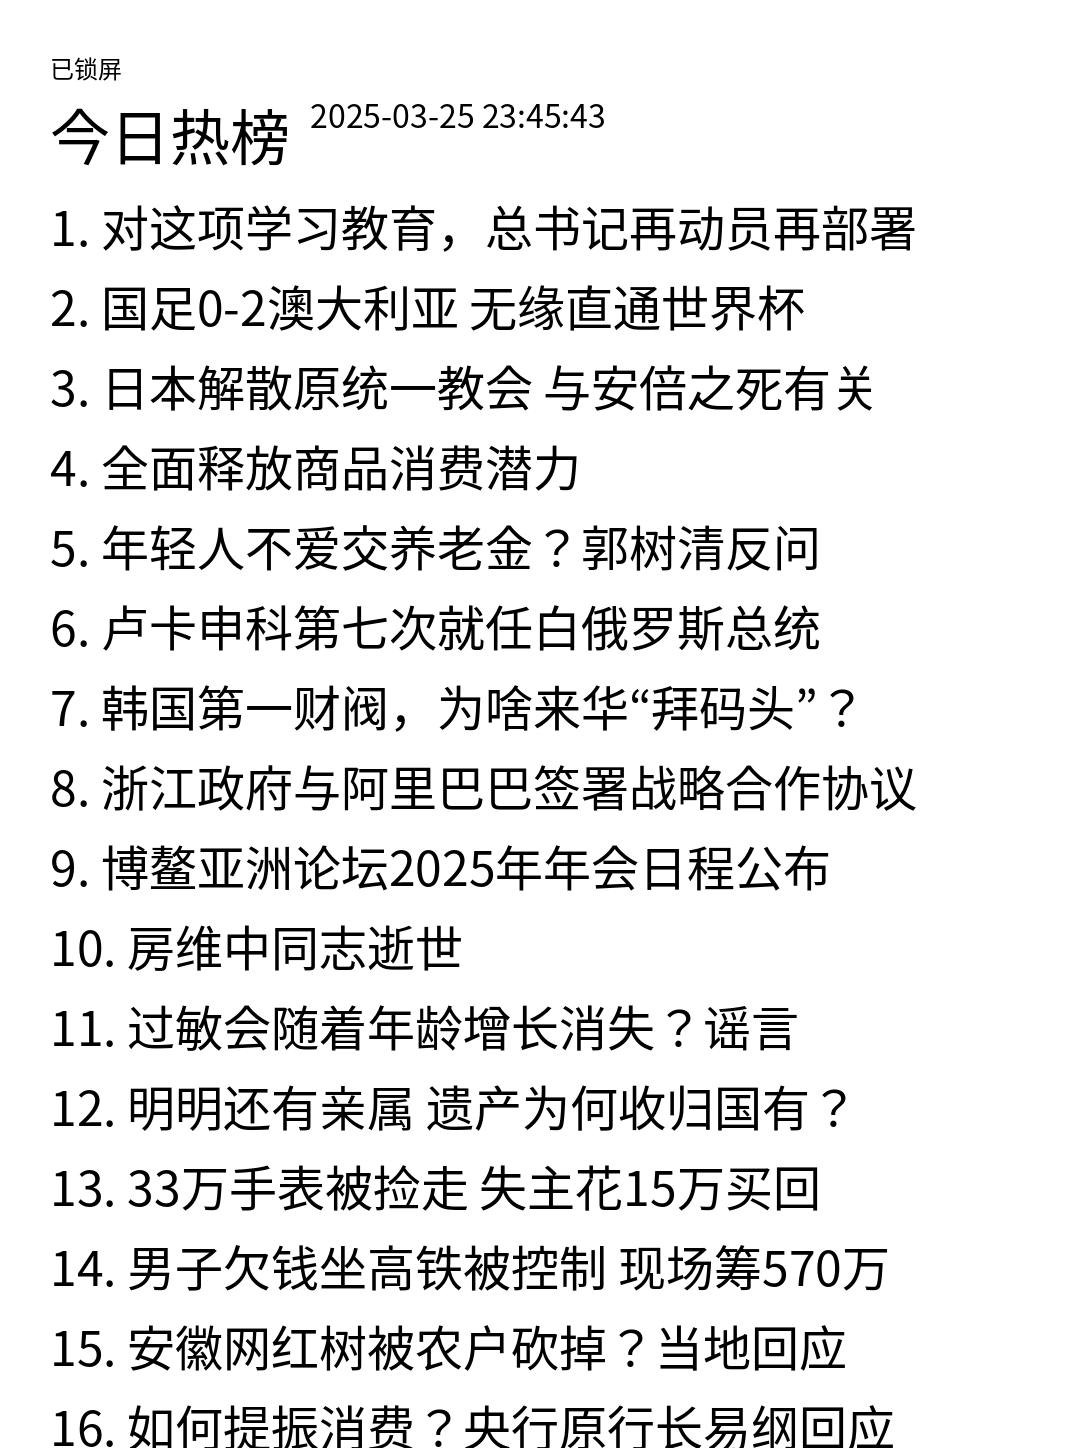 已锁屏
今日热榜 2025-03-25 23:45:43
1. 对这项学习教育，总书记再动员再部署
2. 国足0-2澳大利亚 无缘直通世界杯
3. 日本解散原统一教会 与安倍之死有关
4. 全面释放商品消费潜力
5. 年轻人不爱交养老金？郭树清反问
6. 卢卡申科第七次就任白俄罗斯总统
7. 韩国第一财阀，为啥来华“拜码头”？
8. 浙江政府与阿里巴巴签署战略合作协议
9. 博鳌亚洲论坛2025年年会日程公布
10. 房维中同志逝世
11. 过敏会随着年龄增长消失？谣言
12. 明明还有亲属 遗产为何收归国有？
13. 33万手表被捡走 失主花15万买回
14. 男子欠钱坐高铁被控制 现场筹570万
15. 安徽网红树被农户砍掉？当地回应
16. 如何提振消费？央行原行长易纲回应